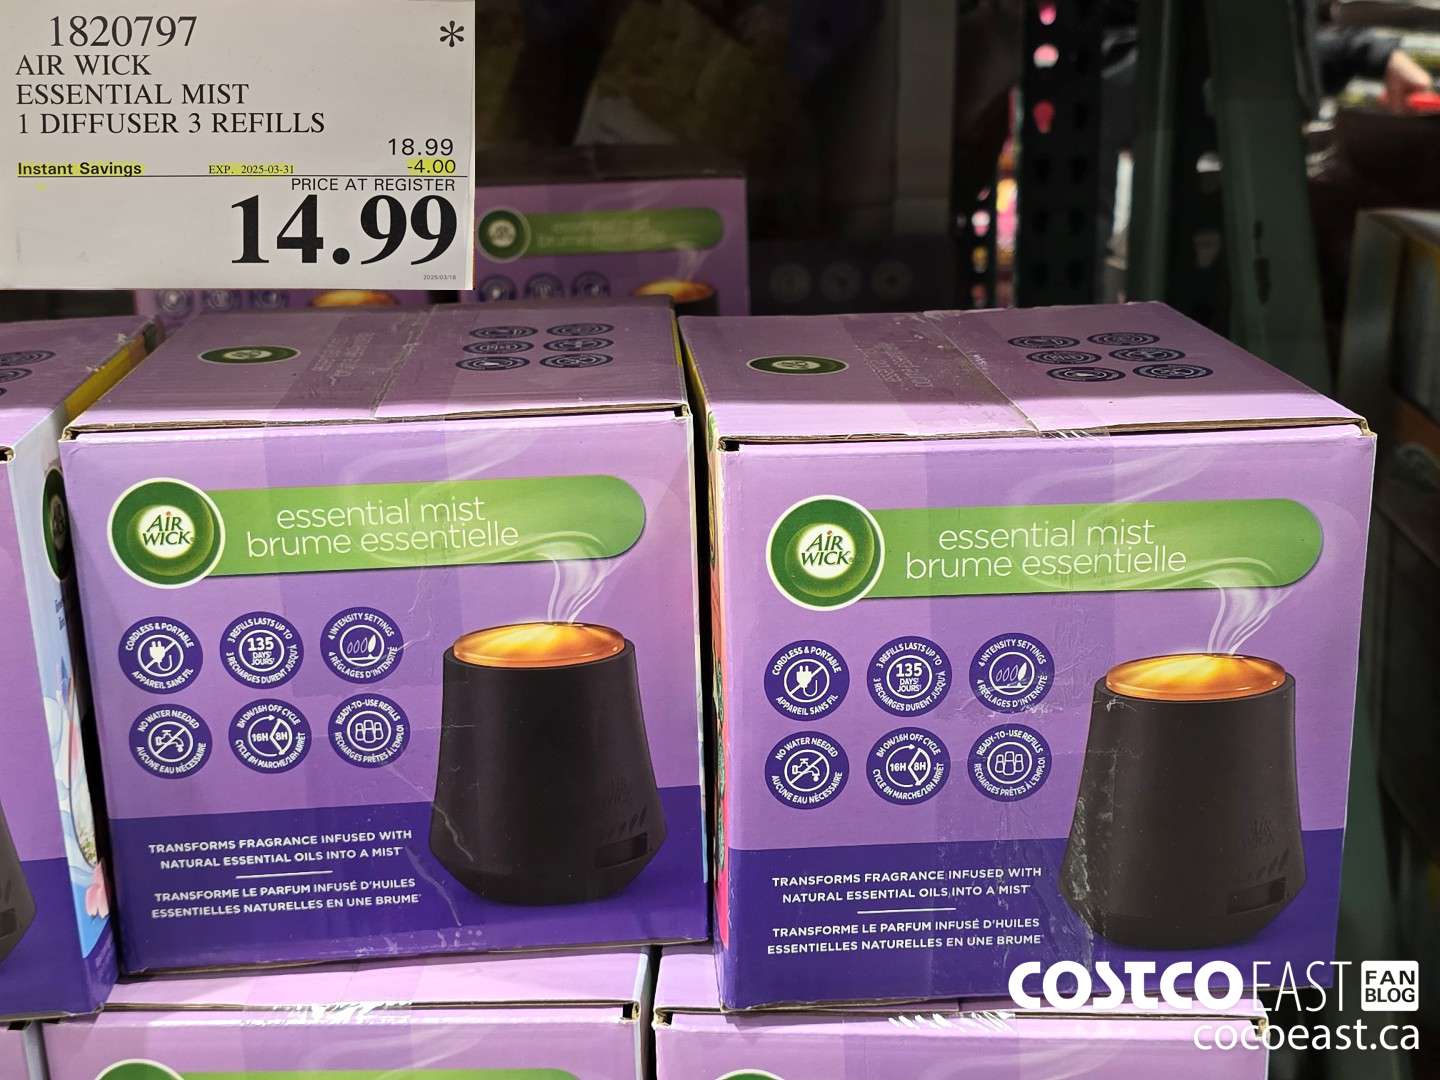 1820797 *
AIR WICK
ESSENTIAL MIST
1 DIFFUSER 3 REFILLS
18.99
Instant Savings EXP. 2025-03-31 -4.00
PRICE AT REGISTER
14.99
2025/03/18
essential mist
brume essentielle
AIR WICK
essential mist
brume essentielle
CORDLESS & PORTABLE
APPAREIL SANS FIL
3 REFILLS LASTS UP TO
135
DAYS†
JOURS†
3 RECHARGES DURENT JUSQU'À
4 INTENSITY SETTINGS
4 RÉGLAGES D'INTENSITÉ
NO WATER NEEDED
AUCUNE EAU NÉCESSAIRE
8H ON/16H OFF CYCLE
16H 8H
CYCLE 8H MARCHE/16H ARRÊT
READY-TO-USE REFILLS
RECHARGES PRÊTES À L'EMPLOI
TRANSFORMS FRAGRANCE INFUSED WITH
NATURAL ESSENTIAL OILS INTO A MIST*
TRANSFORME LE PARFUM INFUSÉ D'HUILES
ESSENTIELLES NATURELLES EN UNE BRUME*
AIR WICK
essential mist
brume essentielle
CORDLESS & PORTABLE
APPAREIL SANS FIL
3 REFILLS LASTS UP TO
135
DAYS†
JOURS†
3 RECHARGES DURENT JUSQU'À
4 INTENSITY SETTINGS
4 RÉGLAGES D'INTENSITÉ
NO WATER NEEDED
AUCUNE EAU NÉCESSAIRE
8H ON/16H OFF CYCLE
16H 8H
CYCLE 8H MARCHE/16H ARRÊT
READY-TO-USE REFILLS
RECHARGES PRÊTES À L'EMPLOI
TRANSFORMS FRAGRANCE INFUSED WITH
NATURAL ESSENTIAL OILS INTO A MIST*
TRANSFORME LE PARFUM INFUSÉ D'HUILES
ESSENTIELLES NATURELLES EN UNE BRUME*
COSTCO EAST FAN BLOG
cocoeast.ca